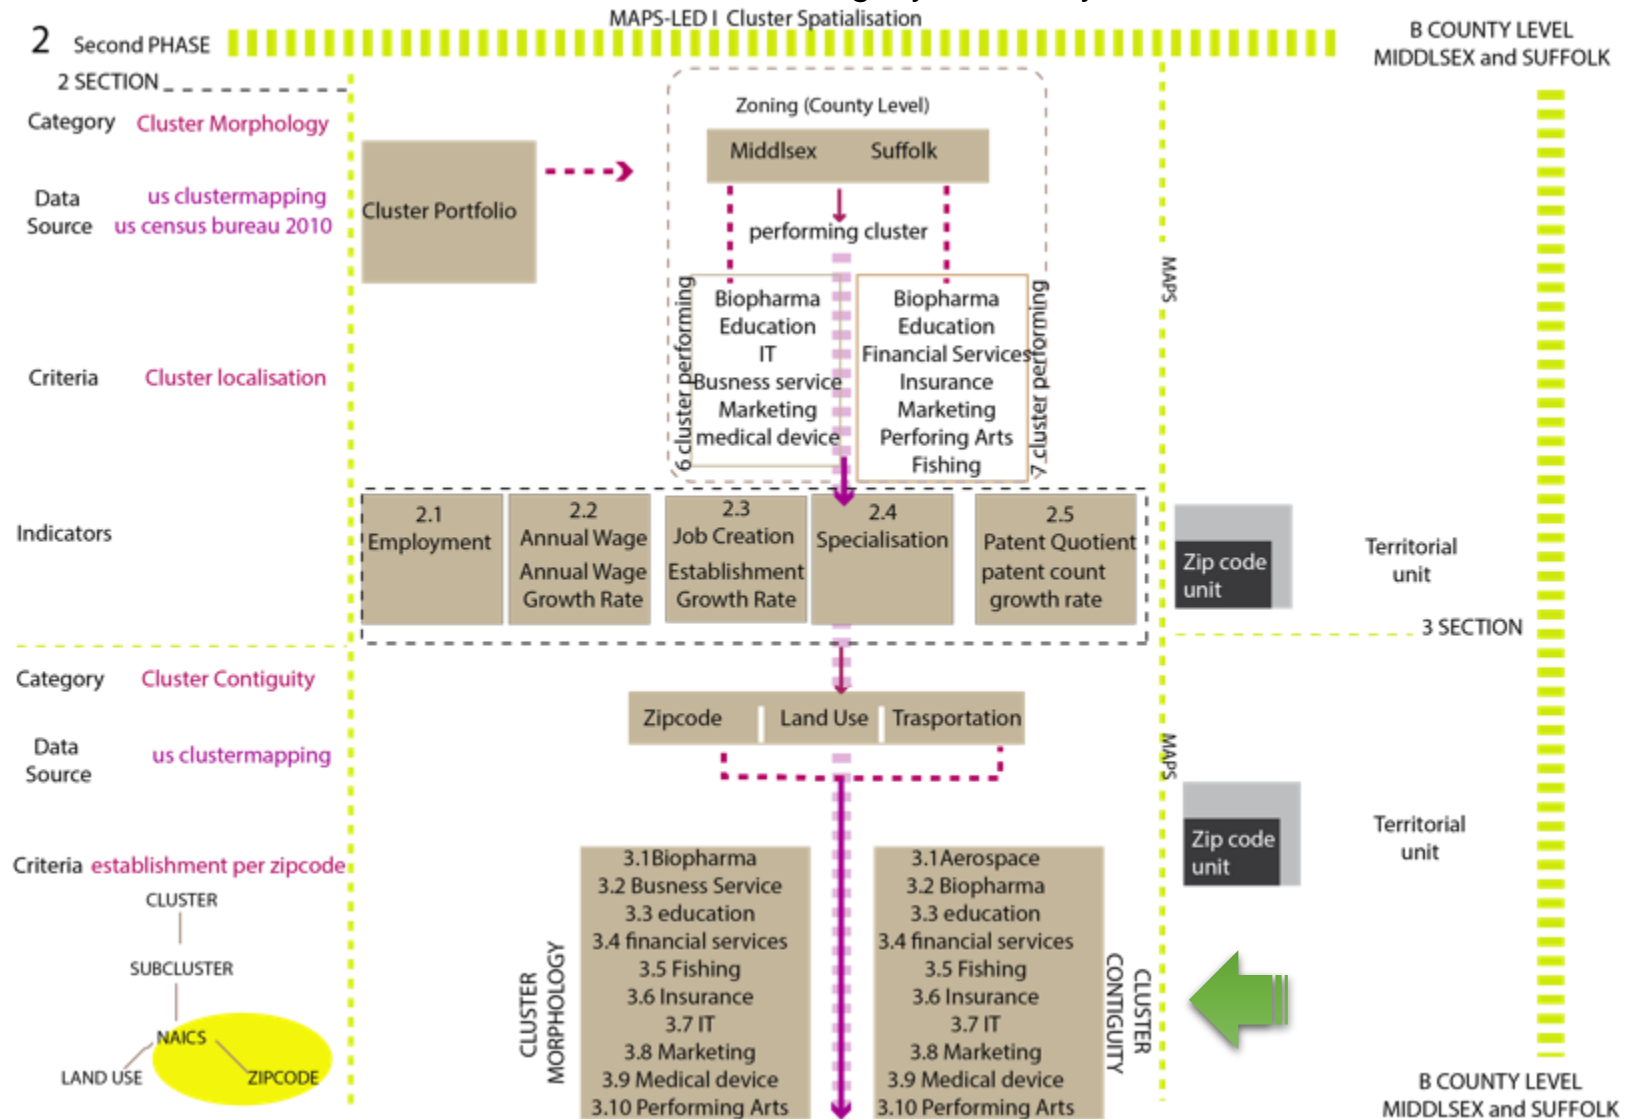 MAPS-LED I Cluster Spatialisation
2 Second PHASE
B COUNTY LEVEL
MIDDLSEX and SUFFOLK
2 SECTION
Category Cluster Morphology
Data
Source
us clustermapping
us census bureau 2010
Criteria Cluster localisation
Indicators
Cluster Portfolio
Zoning (County Level)
Middlsex Suffolk
performing cluster
6 cluster performing
Biopharma
Education
IT
Busness service
Marketing
medical device
Biopharma
Education
Financial Services
Insurance
Marketing
Perforing Arts
Fishing
7 cluster performing
MAPS
2.1
Employment
2.2
Annual Wage
Annual Wage
Growth Rate
2.3
Job Creation
Establishment
Growth Rate
2.4
Specialisation
2.5
Patent Quotient
patent count
growth rate
Zip code
unit
Territorial
unit
3 SECTION
Category Cluster Contiguity
Data
Source
us clustermapping
Criteria establishment per zipcode
CLUSTER
SUBCLUSTER
NAICS
LAND USE
ZIPCODE
Zipcode Land Use Trasportation
MAPS
CLUSTER
MORPHOLOGY
3.1Biopharma
3.2 Busness Service
3.3 education
3.4 financial services
3.5 Fishing
3.6 Insurance
3.7 IT
3.8 Marketing
3.9 Medical device
3.10 Performing Arts
3.1Aerospace
3.2 Biopharma
3.3 education
3.4 financial services
3.5 Fishing
3.6 Insurance
3.7 IT
3.8 Marketing
3.9 Medical device
3.10 Performing Arts
CLUSTER
CONTIGUITY
Zip code
unit
Territorial
unit
B COUNTY LEVEL
MIDDLSEX and SUFFOLK